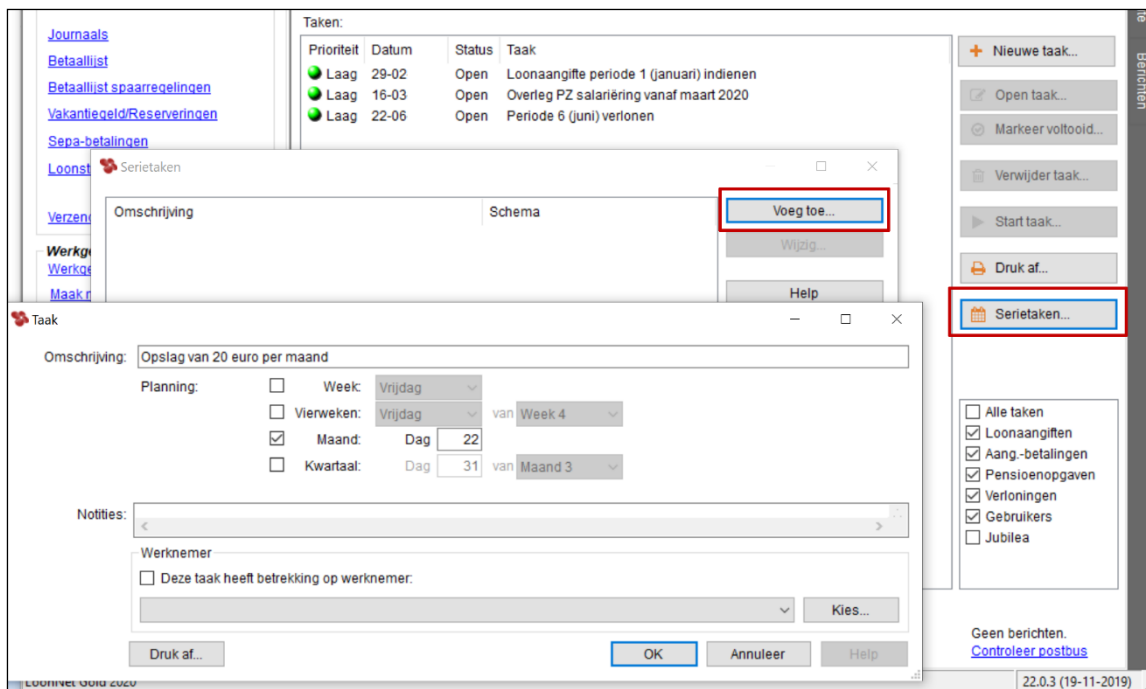 Taken:
Journaals
Betaallijst
Betaallijst spaarregelingen
Vakantiegeld/Reserveringen
Sepa-betalingen
Loonst
Verzend
Werkge
Werkge
Maak n
Prioriteit Datum Status Taak
Laag 29-02 Open Loonaangifte periode 1 (januari) indienen
Laag 16-03 Open Overleg PZ salariëring vanaf maart 2020
Laag 22-06 Open Periode 6 (juni) verlonen
Nieuwe taak...
Open taak...
Markeer voltooid...
Verwijder taak...
Start taak...
Druk af...
Serietaken...
Berichten
Serietaken
Omschrijving Schema
Voeg toe...
Wijzig...
Help
Taak
Omschrijving: Opslag van 20 euro per maand
Planning: Week: Vrijdag
Vierweken: Vrijdag van Week 4
Maand: Dag 22
Kwartaal: Dag 31 van Maand 3
Notities:
Werknemer
Deze taak heeft betrekking op werknemer:
Kies...
Druk af... OK Annuleer Help
Alle taken
Loonaangiften
Aang.-betalingen
Pensioenopgaven
Verloningen
Gebruikers
Jubilea
Geen berichten.
Controleer postbus
LoonNet Gold 2020
22.0.3 (19-11-2019)